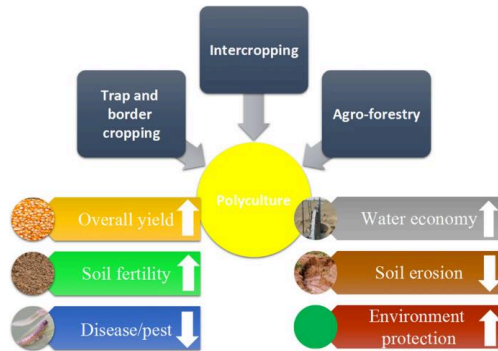 Intercropping
Trap and
border
cropping
Agro-forestry
Polyculture
Overall yield
Water economy
Soil fertility
Soil erosion
Disease/pest
Environment
protection